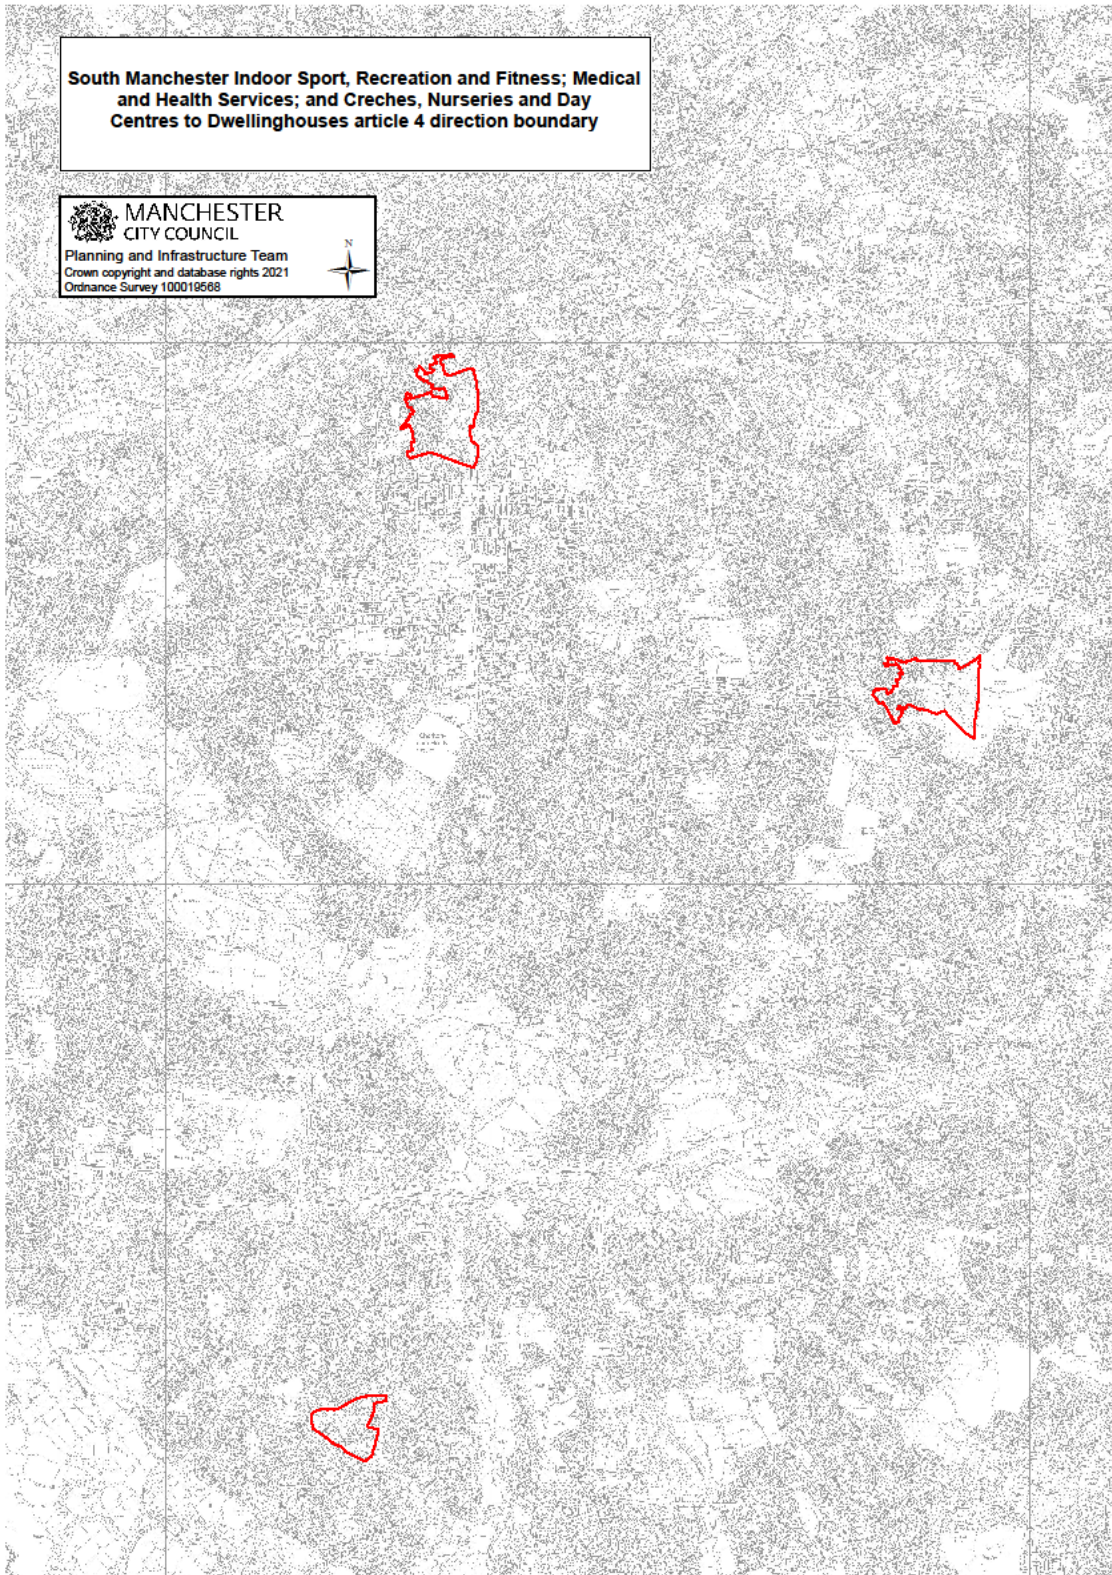 South Manchester Indoor Sport, Recreation and Fitness; Medical
and Health Services; and Creches, Nurseries and Day
Centres to Dwellinghouses article 4 direction boundary
MANCHESTER
CITY COUNCIL
N
Planning and Infrastructure Team
Crown copyright and database rights 2021
Ordnance Survey 100019568
CHEADLE